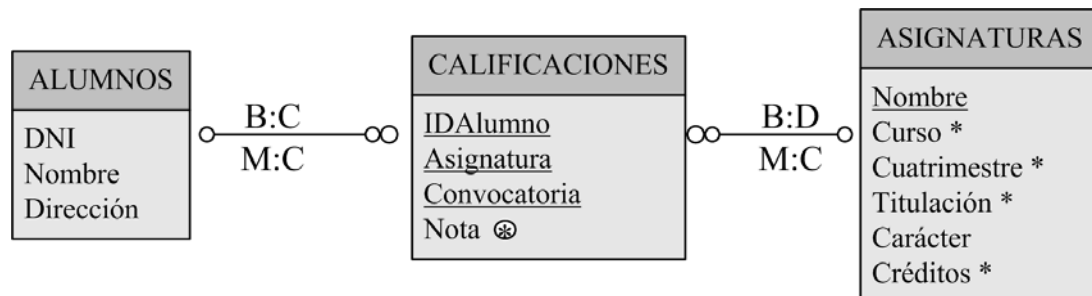 ALUMNOS
DNI
Nombre
Dirección
B:C
M:C
CALIFICACIONES
IDAlumno
Asignatura
Convocatoria
Nota ⊛
B:D
M:C
ASIGNATURAS
Nombre
Curso *
Cuatrimestre *
Titulación *
Carácter
Créditos *